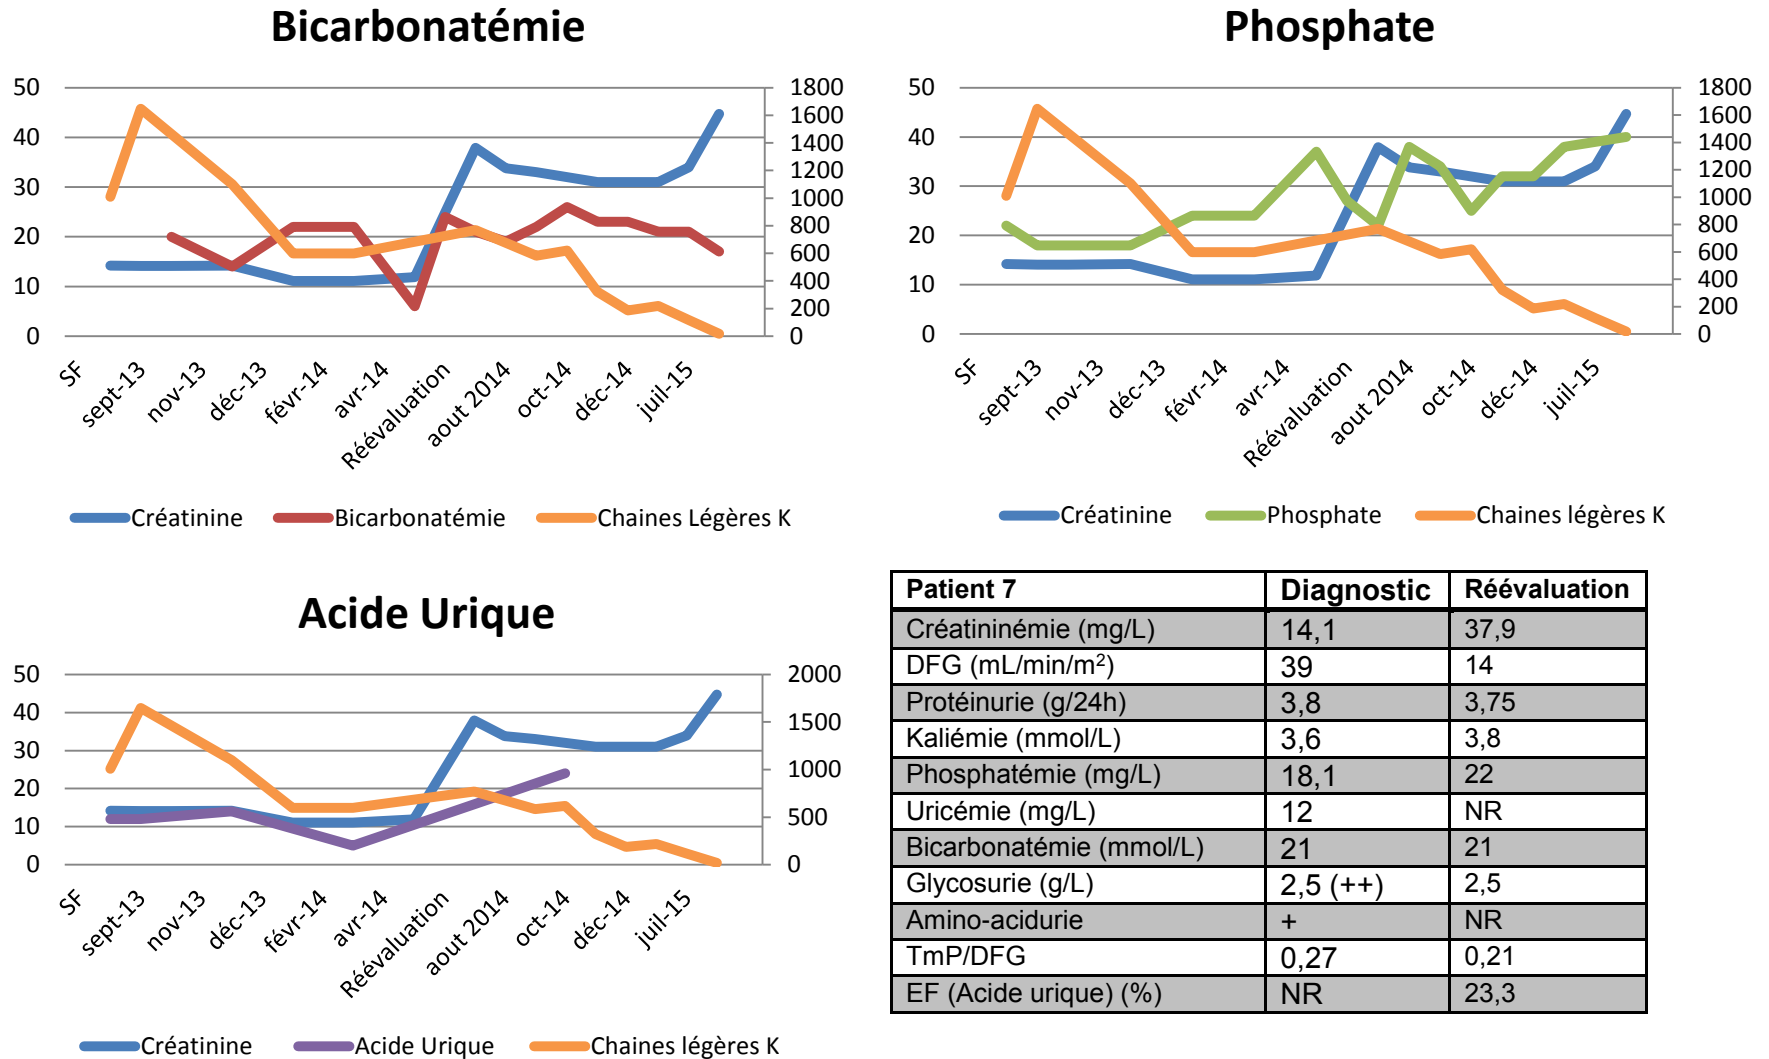 Bicarbonatémie
50
40
30
20
10
0
1800
1600
1400
1200
1000
800
600
400
200
0
SF
sept-13
nov-13
déc-13
févr-14
avr-14
Réévaluation
aout 2014
oct-14
déc-14
juil-15
Créatinine Bicarbonatémie Chaines Légères K
Phosphate
50
40
30
20
10
0
1800
1600
1400
1200
1000
800
600
400
200
0
SF
sept-13
nov-13
déc-13
févr-14
avr-14
Réévaluation
aout 2014
oct-14
déc-14
juil-15
Créatinine Phosphate Chaines légères K
Acide Urique
50
40
30
20
10
0
2000
1500
1000
500
0
SF
sept-13
nov-13
déc-13
févr-14
avr-14
Réévaluation
aout 2014
oct-14
déc-14
juil-15
Créatinine Acide Urique Chaines légères K
Patient 7 Diagnostic Réévaluation
Créatininémie (mg/L) 14,1 37,9
DFG (mL/min/m²) 39 14
Protéinurie (g/24h) 3,8 3,75
Kaliémie (mmol/L) 3,6 3,8
Phosphatémie (mg/L) 18,1 22
Uricémie (mg/L) 12 NR
Bicarbonatémie (mmol/L) 21 21
Glycosurie (g/L) 2,5 (++) 2,5
Amino-acidurie + NR
TmP/DFG 0,27 0,21
EF (Acide urique) (%) NR 23,3